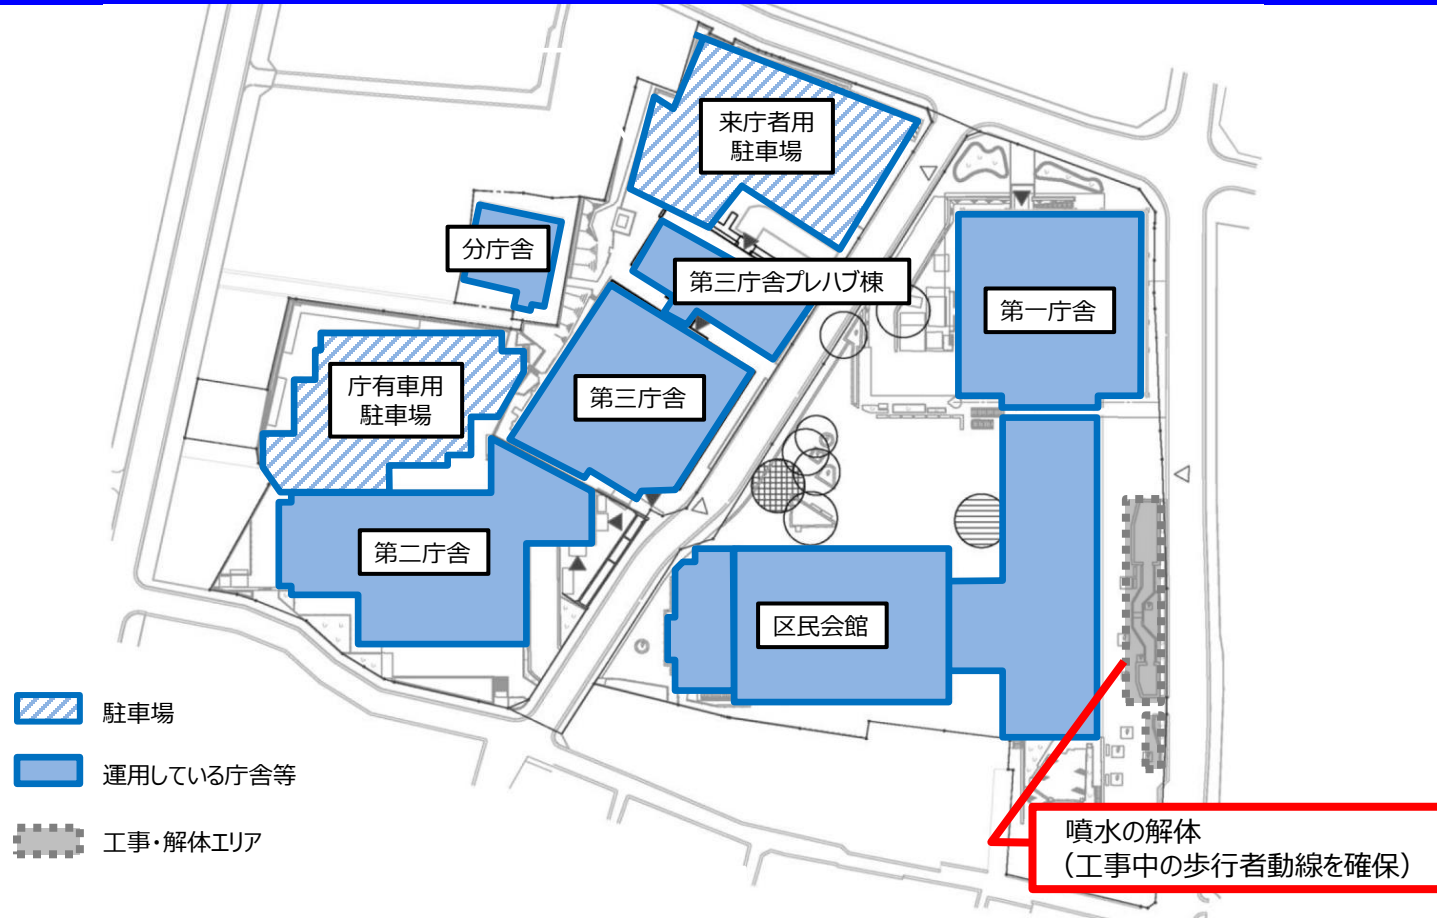 来庁者用
駐車場
分庁舎
第三庁舎プレハブ棟
第一庁舎
庁有車用
駐車場
第三庁舎
第二庁舎
区民会館
駐車場
運用している庁舎等
工事・解体エリア
噴水の解体
（工事中の歩行者動線を確保）